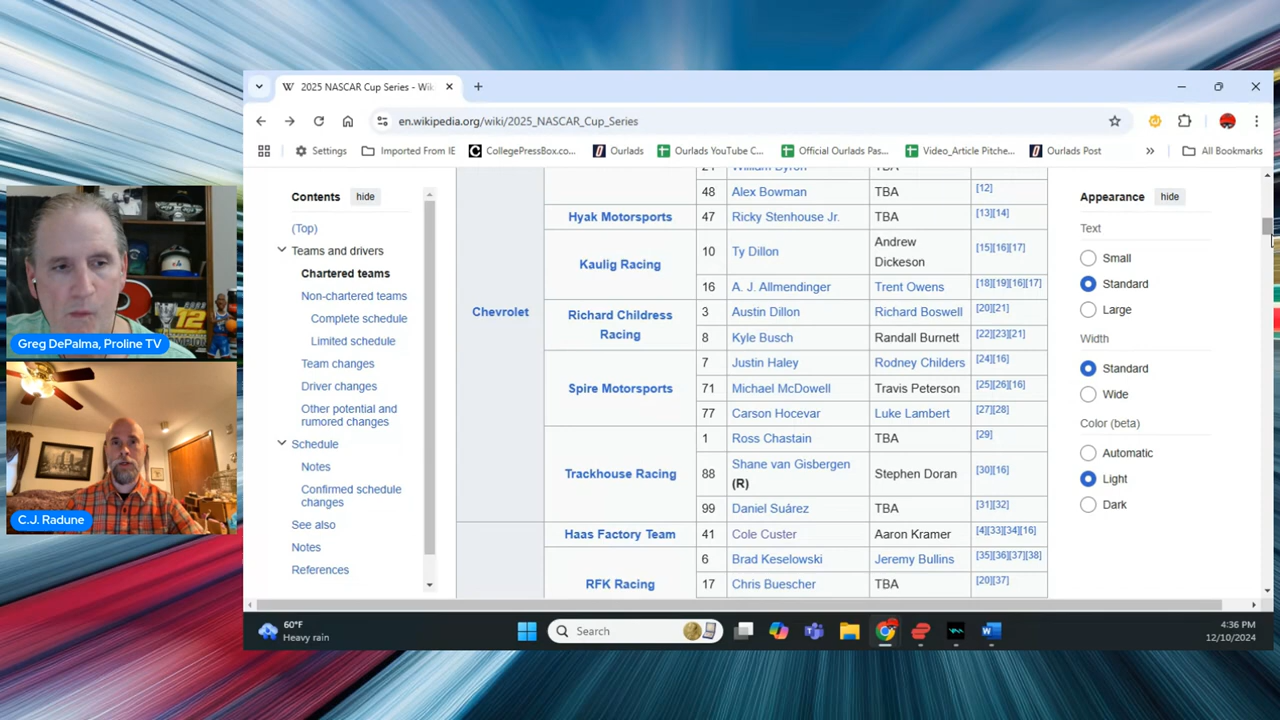 2025 NASCAR Cup Series - Wik
en.wikipedia.org/wiki/2025_NASCAR_Cup_Series
Settings
Imported From IE
CollegePressBox.co...
Ourlads
Ourlads YouTube C...
Official Ourlads Pas...
Video_Article Pitche...
Ourlads Post
All Bookmarks
Contents
hide
(Top)
Teams and drivers
Chartered teams
Non-chartered teams
Complete schedule
Limited schedule
Team changes
Driver changes
Other potential and
rumored changes
Schedule
Notes
Confirmed schedule
changes
See also
Notes
References
Chevrolet
William Byron
48 Alex Bowman TBA [12]
Hyak Motorsports 47 Ricky Stenhouse Jr. TBA [13][14]
Kaulig Racing
10 Ty Dillon Andrew
Dickeson [15][16][17]
16 A. J. Allmendinger Trent Owens [18][19][16][17]
Richard Childress
Racing
3 Austin Dillon Richard Boswell [20][21]
8 Kyle Busch Randall Burnett [22][23][21]
Spire Motorsports
7 Justin Haley Rodney Childers [24][16]
71 Michael McDowell Travis Peterson [25][26][16]
77 Carson Hocevar Luke Lambert [27][28]
Trackhouse Racing
1 Ross Chastain TBA [29]
88 Shane van Gisbergen
(R) Stephen Doran [30][16]
99 Daniel Suárez TBA [31][32]
Haas Factory Team 41 Cole Custer Aaron Kramer [4][33][34][16]
RFK Racing
6 Brad Keselowski Jeremy Bullins [35][36][37][38]
17 Chris Buescher TBA [20][37]
Appearance
hide
Text
Small
Standard
Large
Width
Standard
Wide
Color (beta)
Automatic
Light
Dark
Greg DePalma, Proline TV
12
C.J. Radune
60°F
Heavy rain
Search
4:36 PM
12/10/2024